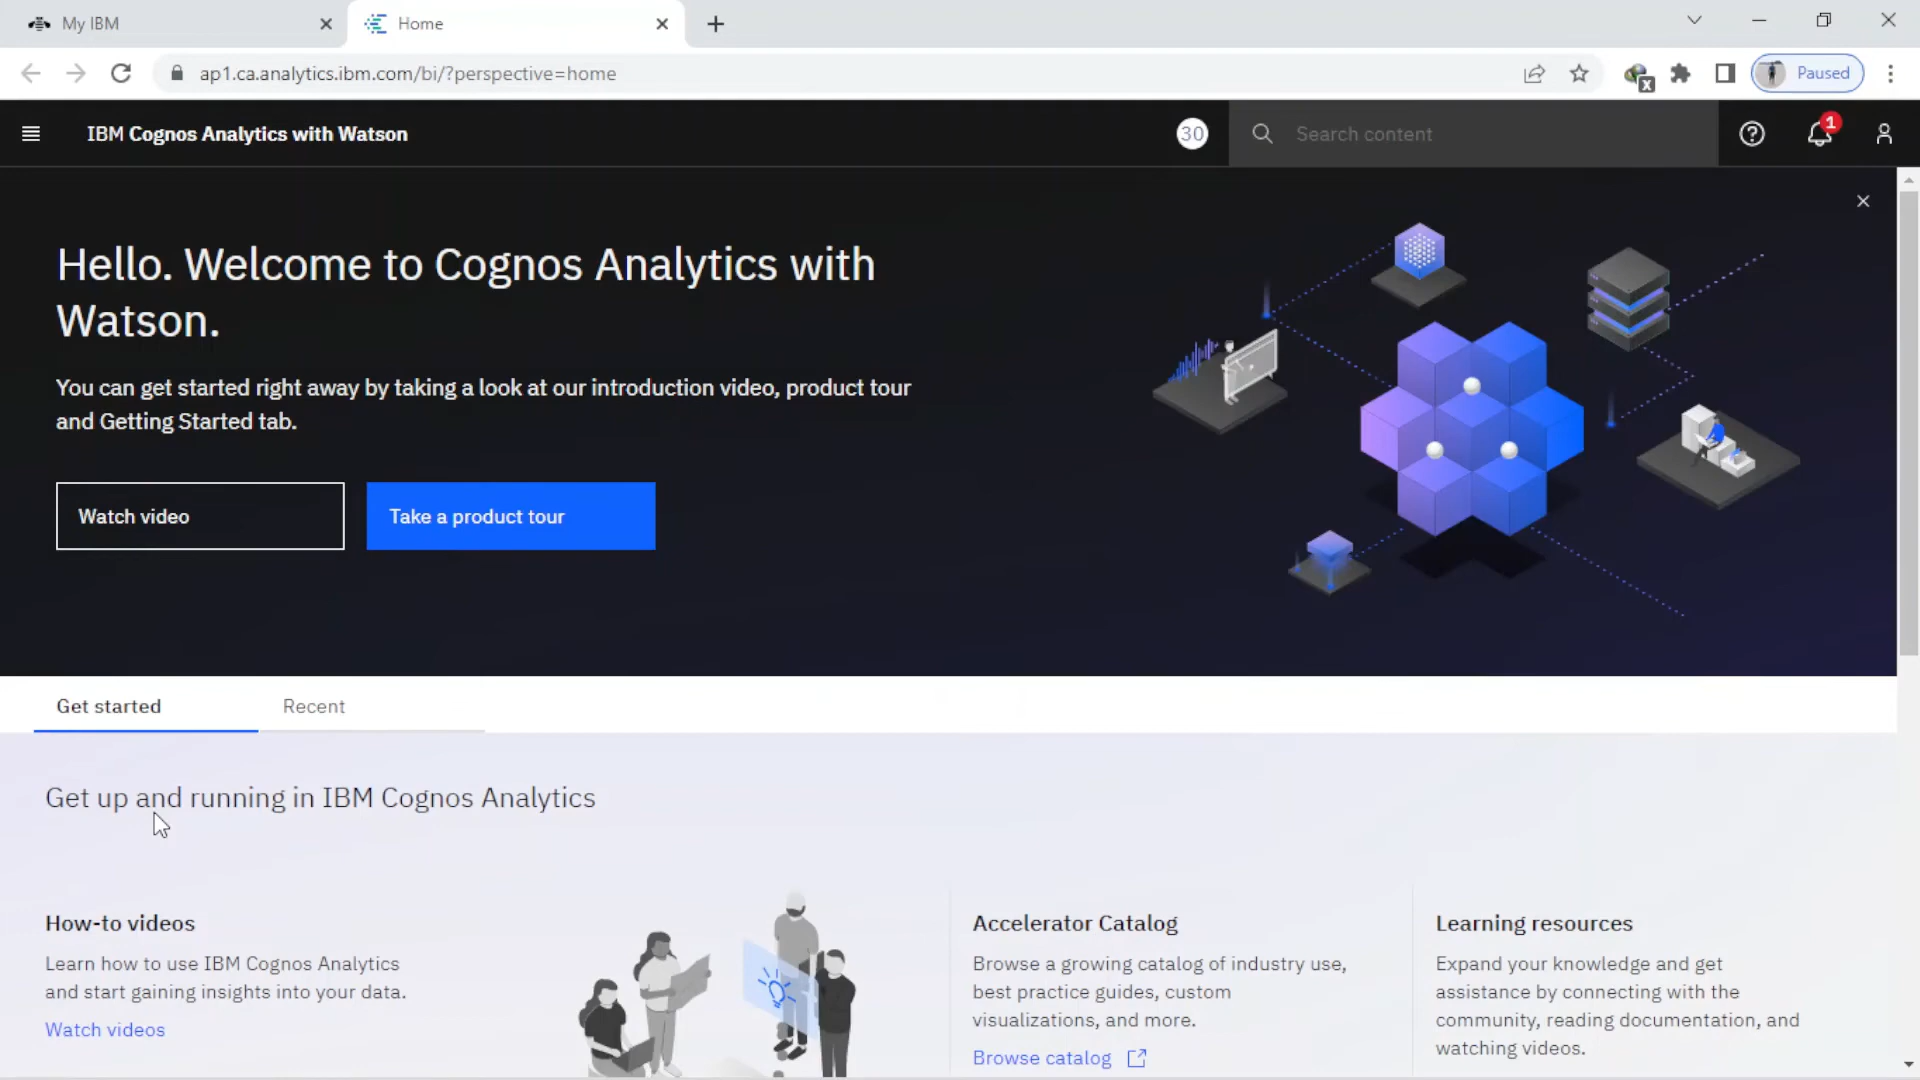 My IBM
Home
ap1.ca.analytics.ibm.com/bi/?perspective=home
x
Paused
IBM Cognos Analytics with Watson
30
Search content
1
Hello. Welcome to Cognos Analytics with
Watson.
You can get started right away by taking a look at our introduction video, product tour
and Getting Started tab.
Watch video
Take a product tour
Get started
Recent
Get up and running in IBM Cognos Analytics
How-to videos
Learn how to use IBM Cognos Analytics
and start gaining insights into your data.
Watch videos
Accelerator Catalog
Browse a growing catalog of industry use,
best practice guides, custom
visualizations, and more.
Browse catalog
Learning resources
Expand your knowledge and get
assistance by connecting with the
community, reading documentation, and
watching videos.